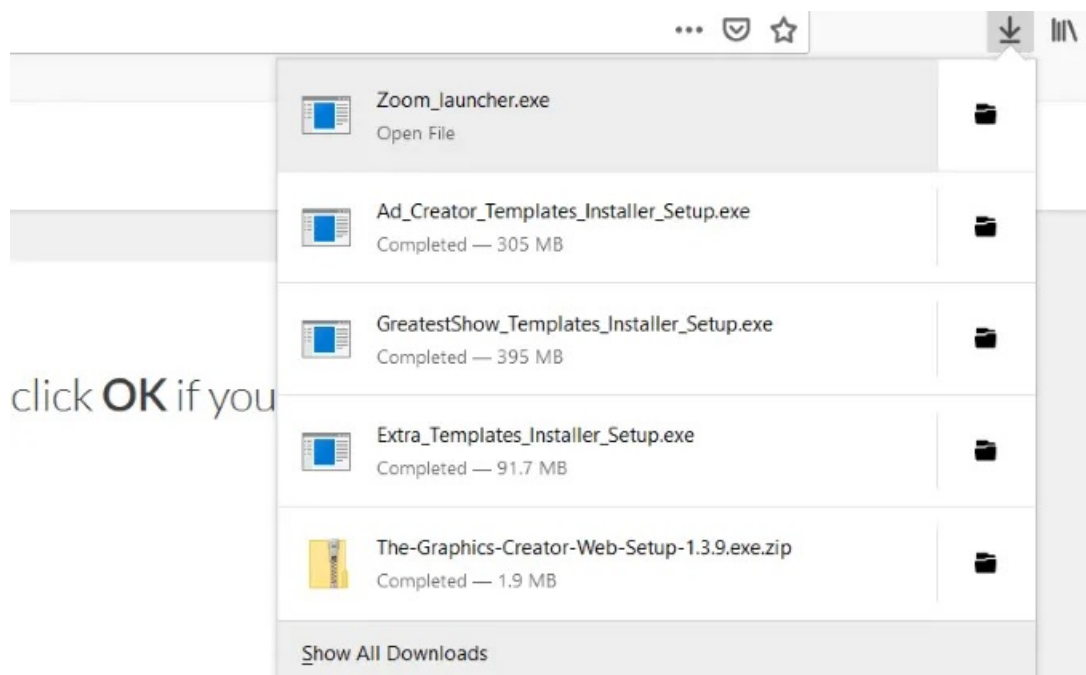 Zoom_launcher.exe
Open File
Ad_Creator_Templates_Installer_Setup.exe
Completed — 305 MB
GreatestShow_Templates_Installer_Setup.exe
Completed — 395 MB
click OK if you
Extra_Templates_Installer_Setup.exe
Completed — 91.7 MB
The-Graphics-Creator-Web-Setup-1.3.9.exe.zip
Completed — 1.9 MB
Show All Downloads